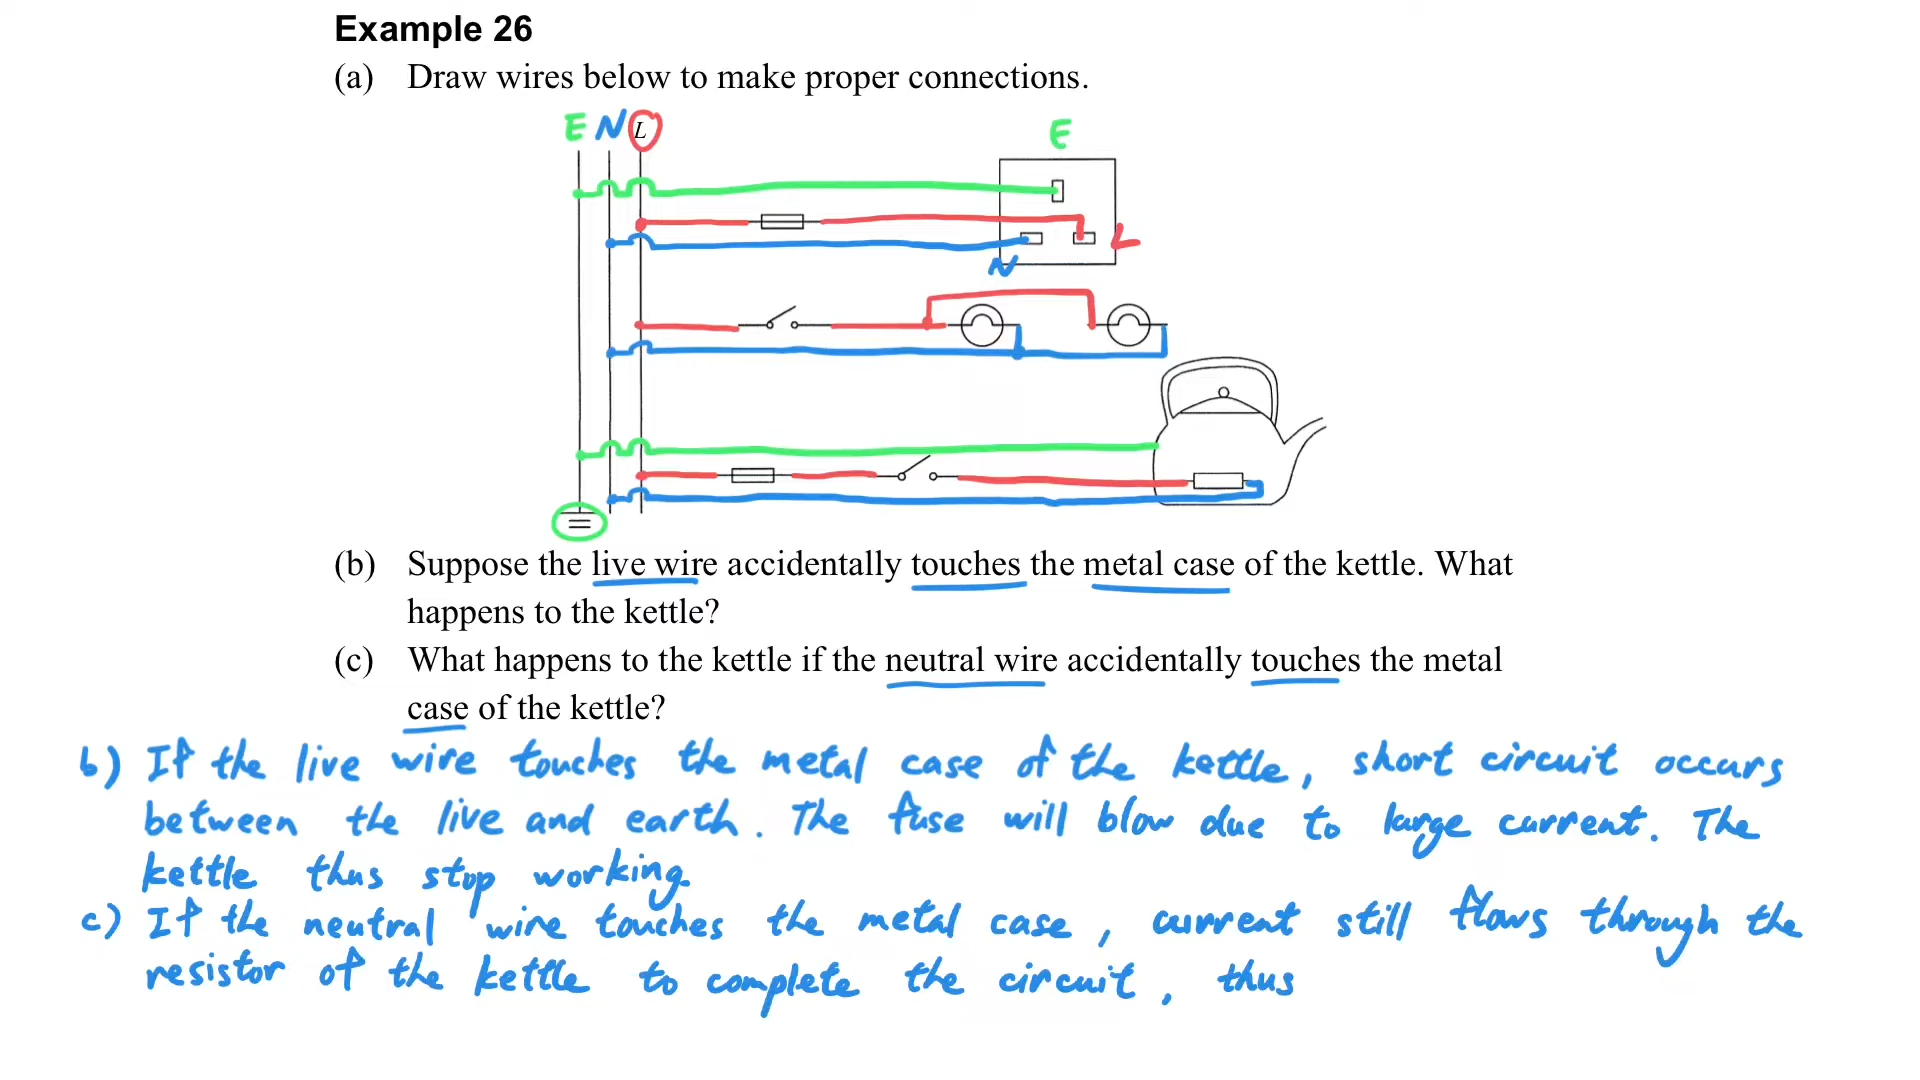 Example 26
(a) Draw wires below to make proper connections.
E N L
E
L
N
(b) Suppose the live wire accidentally touches the metal case of the kettle. What
happens to the kettle?
(c) What happens to the kettle if the neutral wire accidentally touches the metal
case of the kettle?
b) If the live wire touches the metal case of the kettle, short circuit occurs
between the live and earth. The fuse will blow due to large current. The
kettle thus stop working.
c) If the neutral wire touches the metal case, current still flows through the
resistor of the kettle to complete the circuit, thus